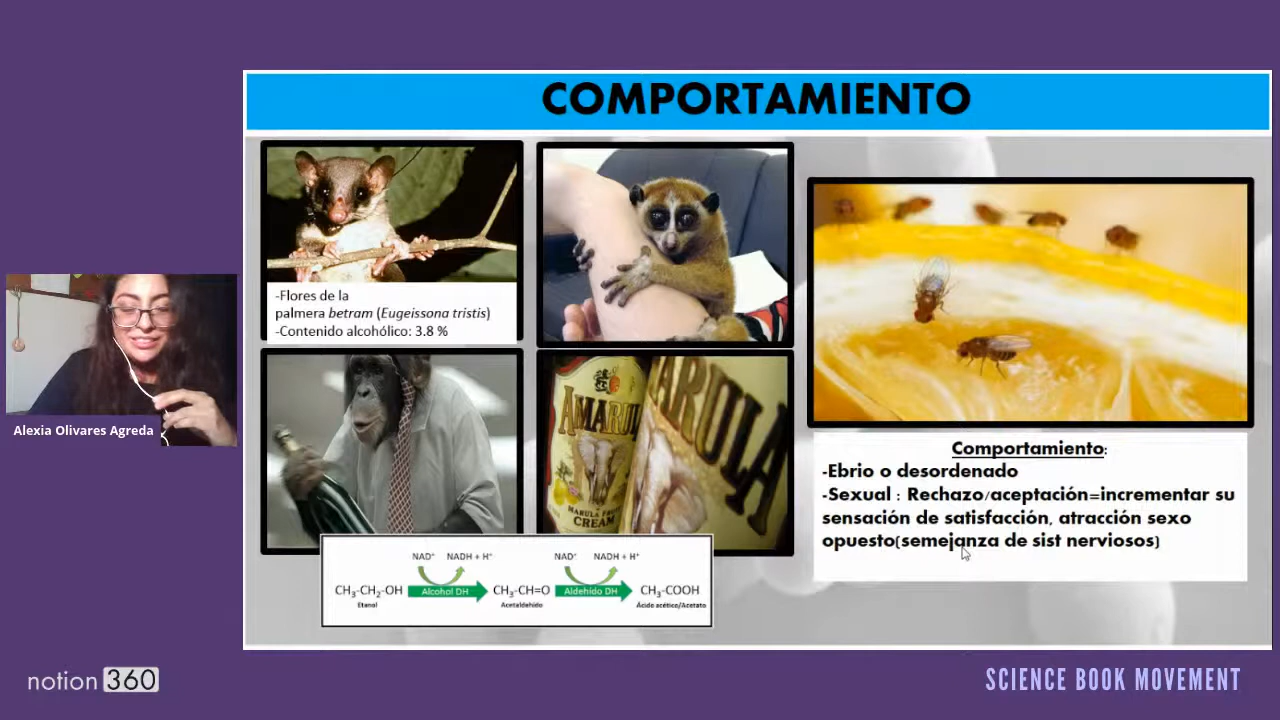 COMPORTAMIENTO
-Flores de la
palmera betram (Eugeissona tristis)
-Contenido alcohólico: 3.8 %
AMARULA
MARULA FRUIT
CREAM
ARULA
NAD⁺ NADH + H⁺ NAD⁺ NADH + H⁺
CH₃-CH₂-OH Alcohol DH CH₃-CH=O Aldehído DH CH₃-COOH
Etanol Acetaldehído Ácido acético/Acetato
Comportamiento:
-Ebrio o desordenado
-Sexual : Rechazo/aceptación=incrementar su
sensación de satisfacción, atracción sexo
opuesto(semejanza de sist nerviosos)
Alexia Olivares Agreda
notion 360
SCIENCE BOOK MOVEMENT